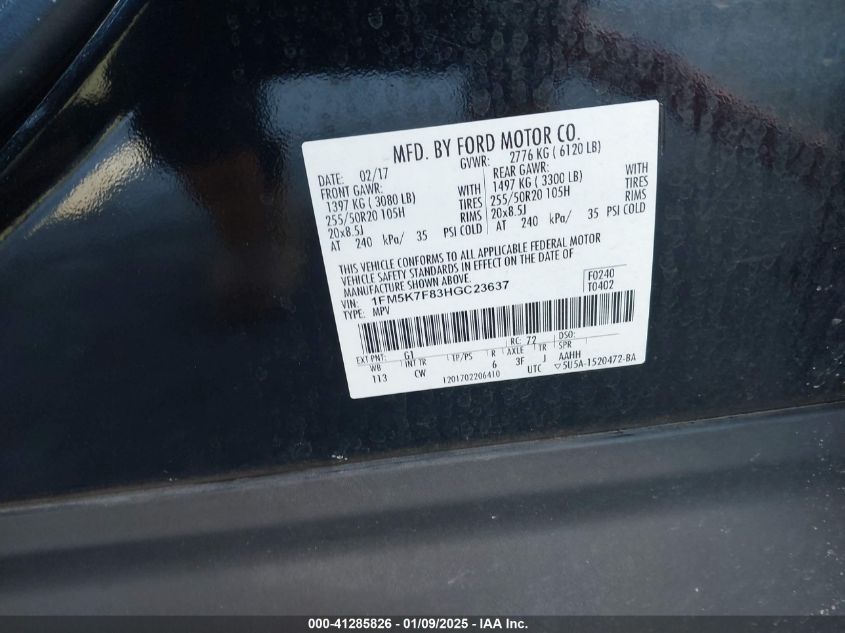 MFD. BY FORD MOTOR CO.
DATE: 02/17 GVWR: 2776 KG ( 6120 LB)
FRONT GAWR: REAR GAWR:
1397 KG ( 3080 LB) WITH 1497 KG ( 3300 LB) WITH
255/50R20 105H TIRES 255/50R20 105H TIRES
20x8.5J RIMS 20x8.5J RIMS
AT 240 kPa/ 35 PSI COLD AT 240 kPa/ 35 PSI COLD
THIS VEHICLE CONFORMS TO ALL APPLICABLE FEDERAL MOTOR
VEHICLE SAFETY STANDARDS IN EFFECT ON THE DATE OF
MANUFACTURE SHOWN ABOVE.
VIN: 1FM5K7F83HGC23637 F0240
TYPE: MPV T0402
EXT PNT: G1 RC: 72 DSO:
WB INT TR TP/PS R AXLE TR SPR
113 CW 6 3F J AAHH
1201702206410 UTC ▽5U5A-1520472-BA
000-41285826 - 01/09/2025 - IAA Inc.